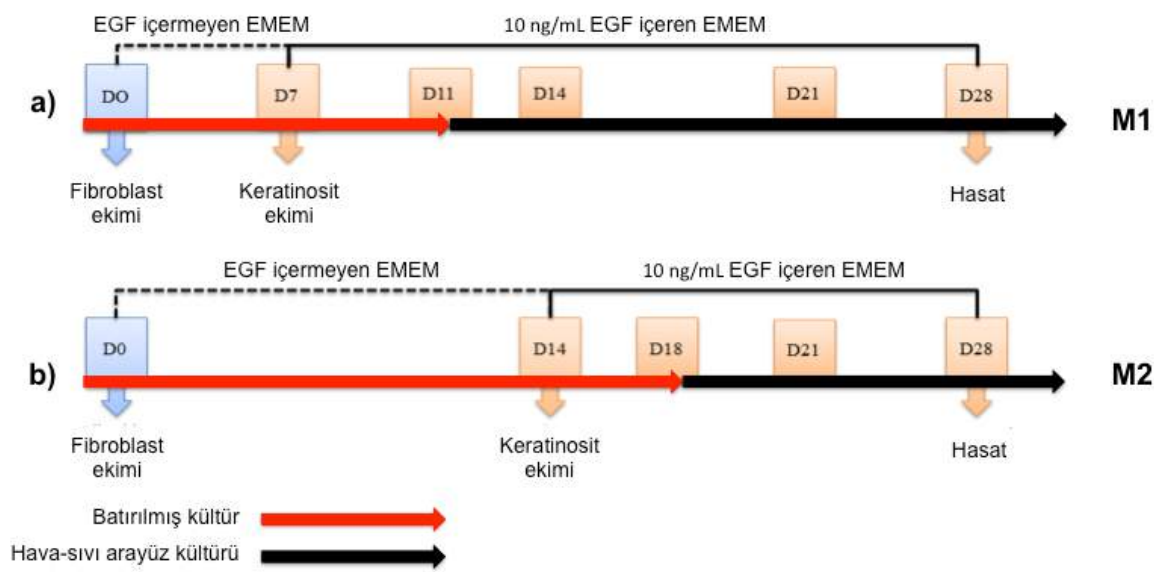 EGF içermeyen EMEM
10 ng/mL EGF içeren EMEM
a)
DO
D7
D11
D14
D21
D28
M1
Fibroblast
ekimi
Keratinosit
ekimi
Hasat
EGF içermeyen EMEM
10 ng/mL EGF içeren EMEM
b)
D0
D14
D18
D21
D28
M2
Fibroblast
ekimi
Keratinosit
ekimi
Hasat
Batırılmış kültür
Hava-sıvı arayüz kültürü